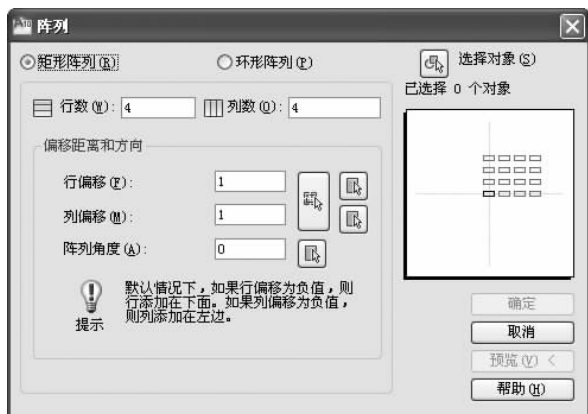 阵列
矩形阵列(R)
环形阵列(P)
选择对象(S)
已选择 0 个对象
行数(W): 4
列数(O): 4
偏移距离和方向
行偏移(F): 1
列偏移(M): 1
阵列角度(A): 0
提示
默认情况下，如果行偏移为负值，则
行添加在下面。如果列偏移为负值，
则列添加在左边。
确定
取消
预览(V) <
帮助(H)